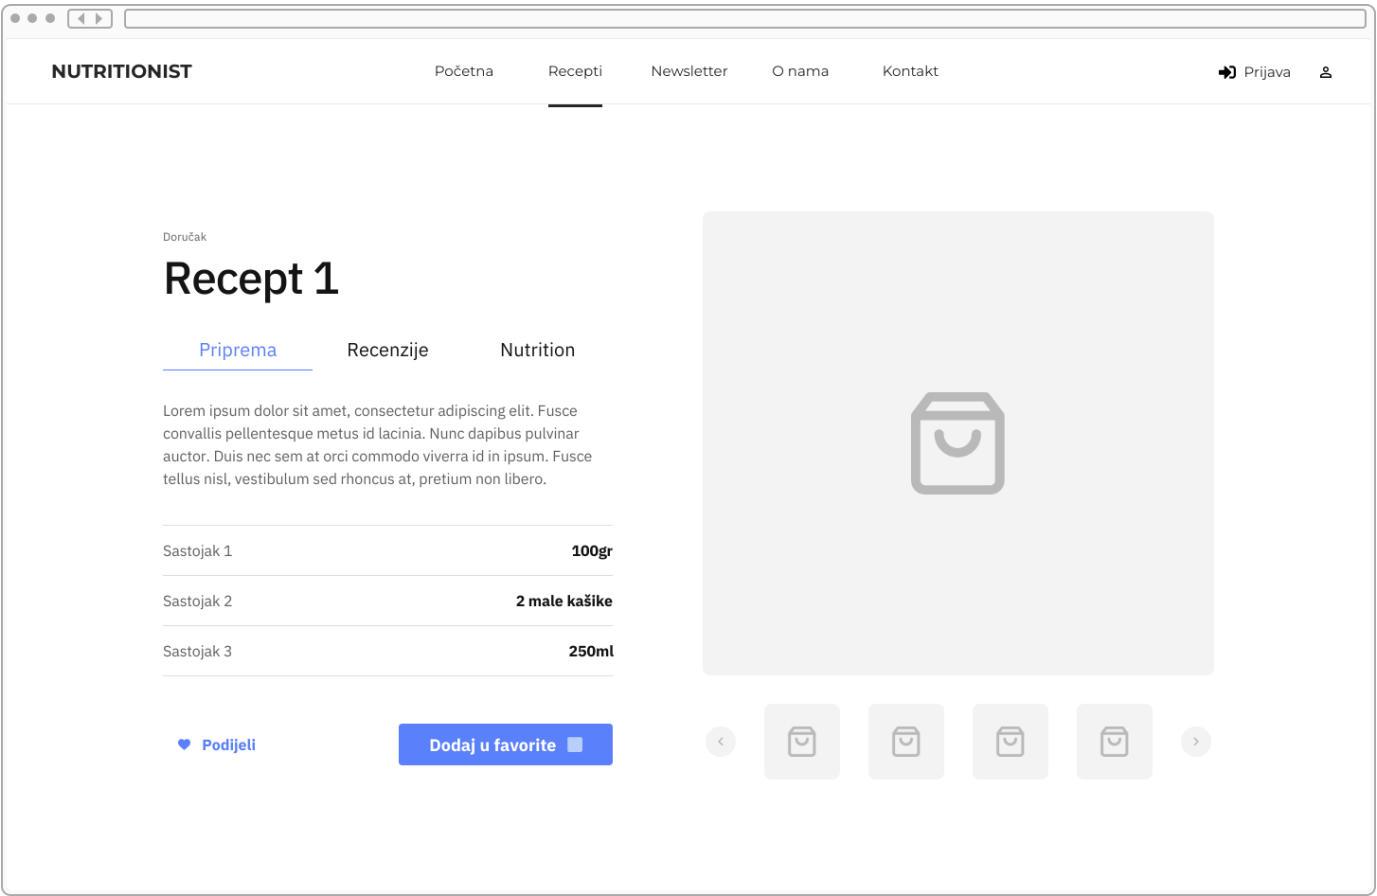 NUTRITIONIST
Početna Recepti Newsletter O nama Kontakt
Prijava
Doručak
Recept 1
Priprema Recenzije Nutrition
Lorem ipsum dolor sit amet, consectetur adipiscing elit. Fusce
convallis pellentesque metus id lacinia. Nunc dapibus pulvinar
auctor. Duis nec sem at orci commodo viverra id in ipsum. Fusce
tellus nisl, vestibulum sed rhoncus at, pretium non libero.
Sastojak 1 100gr
Sastojak 2 2 male kašike
Sastojak 3 250ml
Podijeli Dodaj u favorite